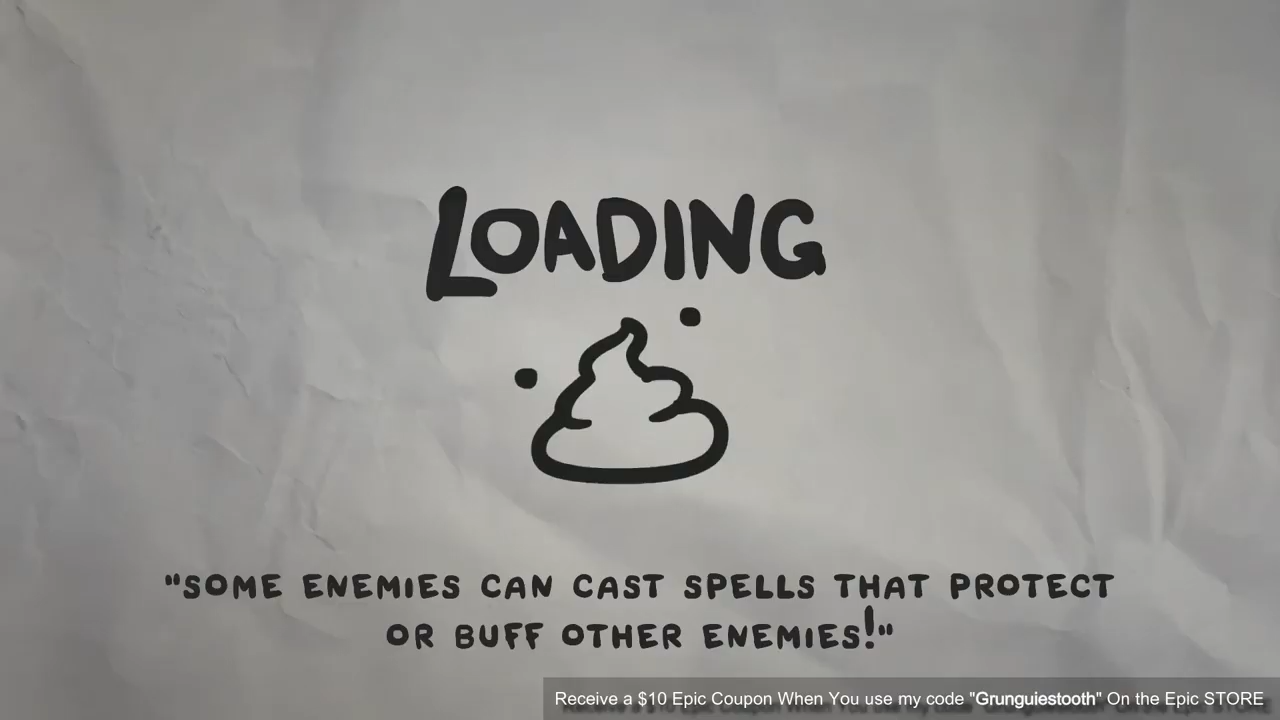 LOADING
"SOME ENEMIES CAN CAST SPELLS THAT PROTECT
OR BUFF OTHER ENEMIES!"
Receive a $10 Epic Coupon When You use my code "Grunguiestooth" On the Epic STORE